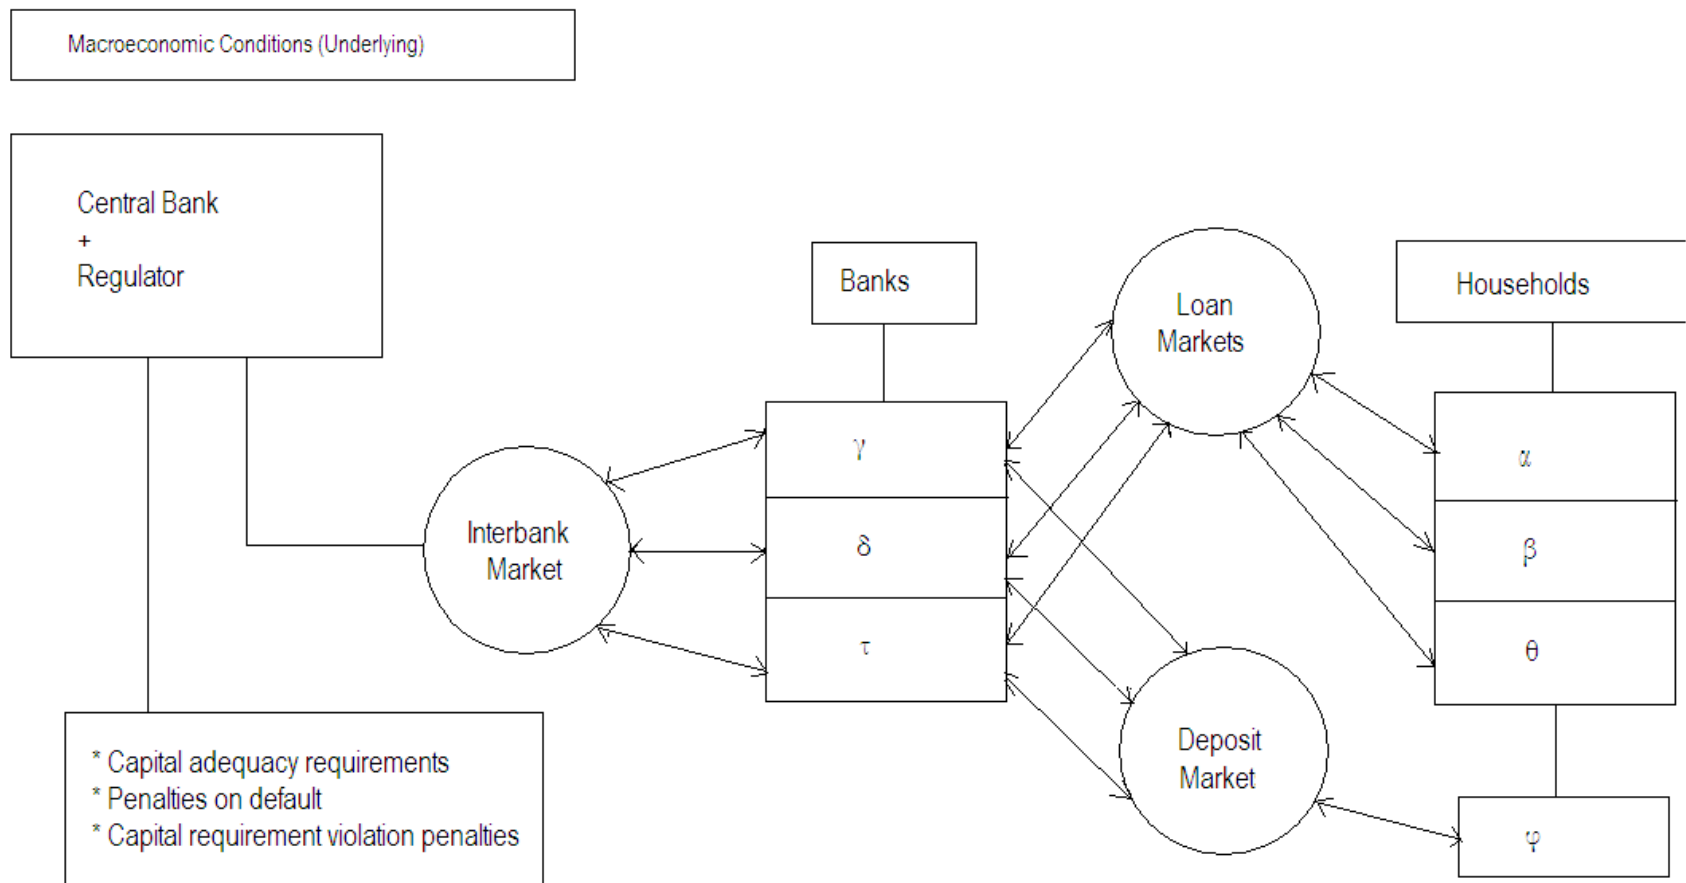 Macroeconomic Conditions (Underlying)
Central Bank
+
Regulator
Banks
Loan
Markets
Households
γ
δ
τ
α
β
θ
Interbank
Market
Deposit
Market
φ
* Capital adequacy requirements
* Penalties on default
* Capital requirement violation penalties